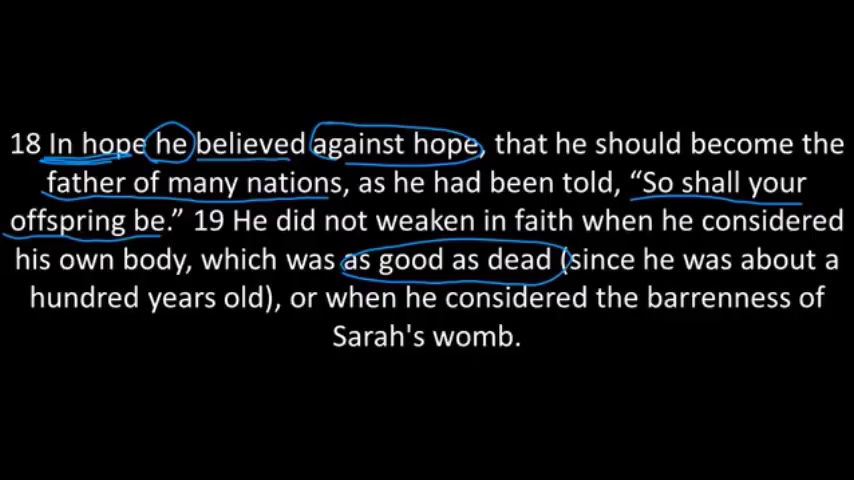 18 In hope he believed against hope, that he should become the
father of many nations, as he had been told, “So shall your
offspring be.” 19 He did not weaken in faith when he considered
his own body, which was as good as dead (since he was about a
hundred years old), or when he considered the barrenness of
Sarah's womb.